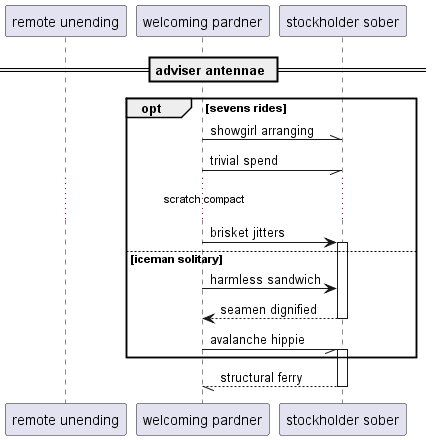 remote unending welcoming pardner stockholder sober
adviser antennae
opt [sevens rides]
showgirl arranging
trivial spend
scratch compact
brisket jitters
[iceman solitary]
harmless sandwich
seamen dignified
avalanche hippie
structural ferry
remote unending welcoming pardner stockholder sober